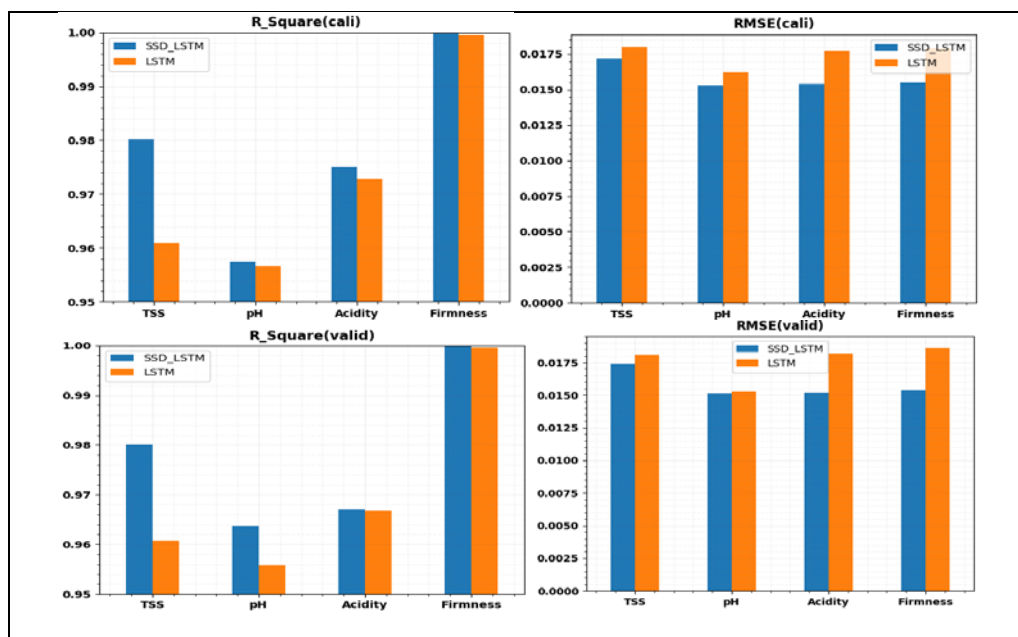 R_Square(cali)
1.00
0.99
0.98
0.97
0.96
0.95
SSD_LSTM
LSTM
TSS pH Acidity Firmness
RMSE(cali)
0.0175
0.0150
0.0125
0.0100
0.0075
0.0050
0.0025
0.0000
SSD_LSTM
LSTM
TSS pH Acidity Firmness
R_Square(valid)
1.00
0.99
0.98
0.97
0.96
0.95
SSD_LSTM
LSTM
TSS pH Acidity Firmness
RMSE(valid)
0.0175
0.0150
0.0125
0.0100
0.0075
0.0050
0.0025
0.0000
SSD_LSTM
LSTM
TSS pH Acidity Firmness